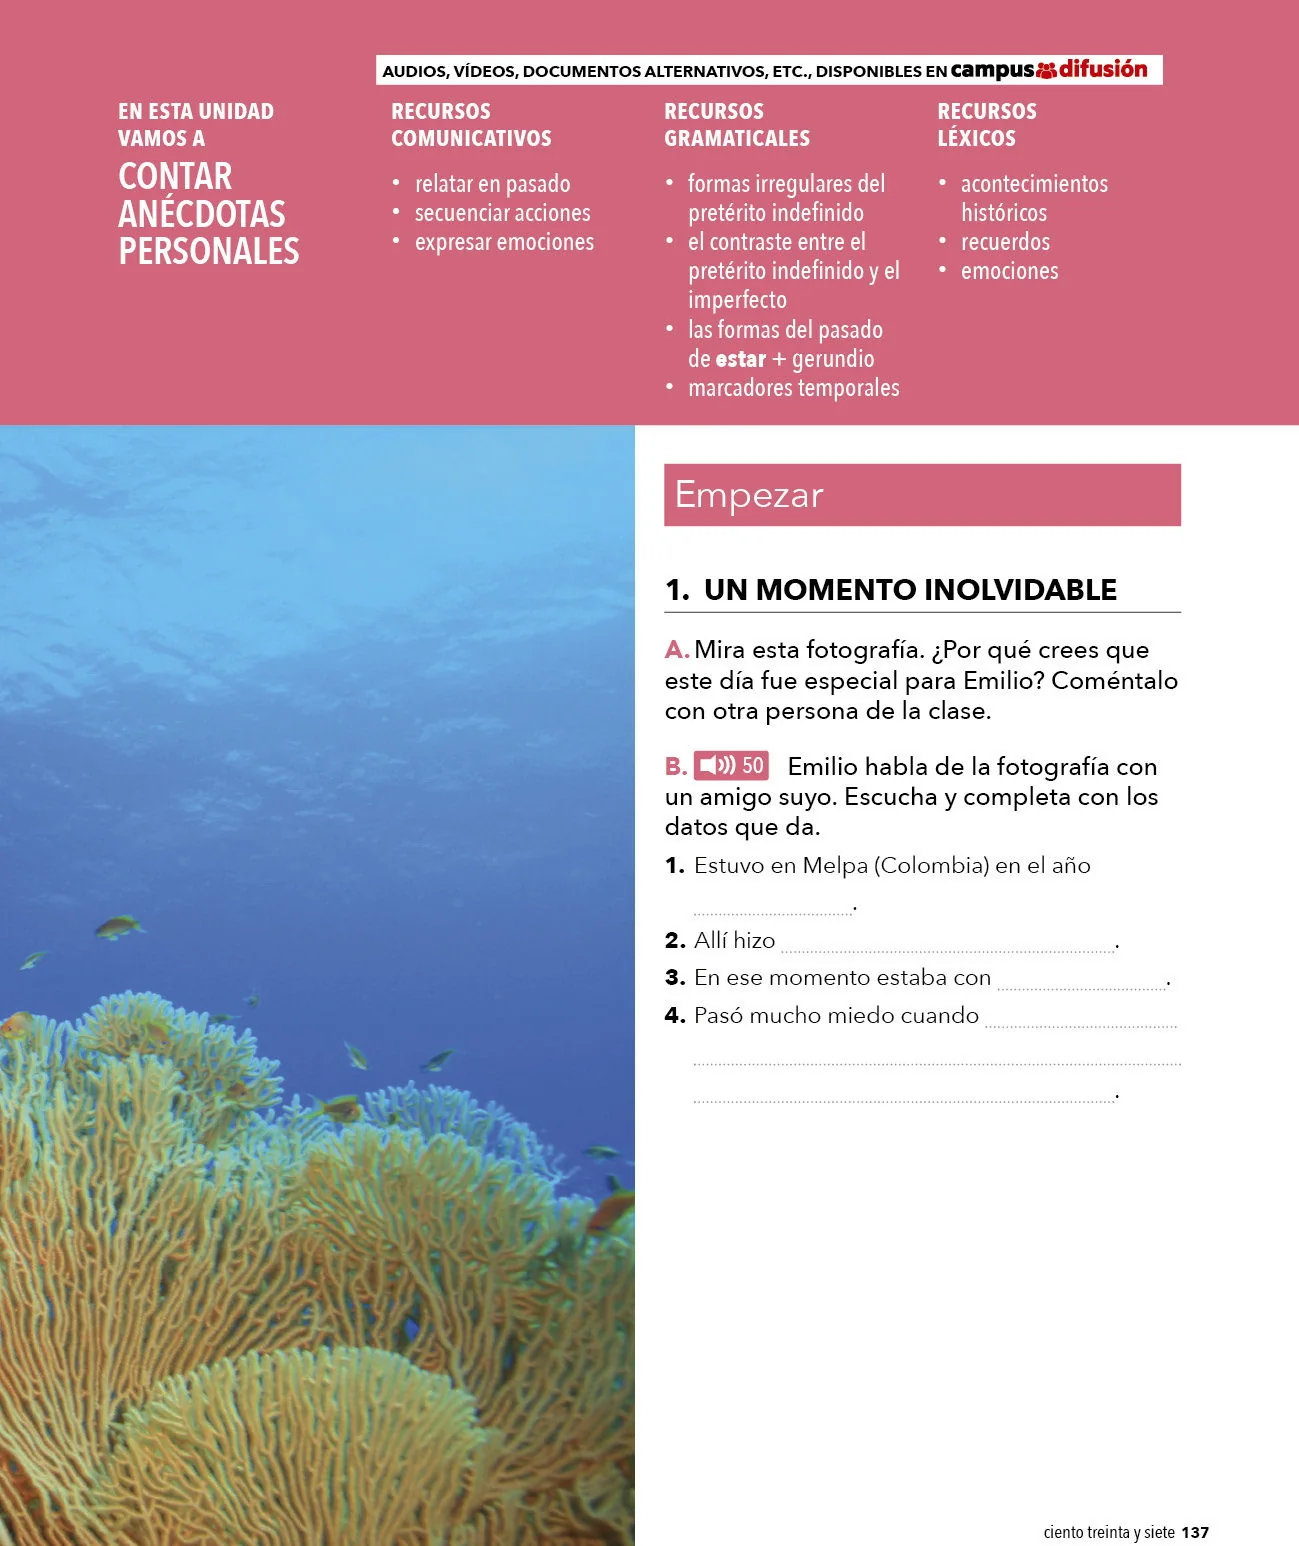 AUDIOS, VÍDEOS, DOCUMENTOS ALTERNATIVOS, ETC., DISPONIBLES EN campus difusión
EN ESTA UNIDAD
VAMOS A
CONTAR
ANÉCDOTAS
PERSONALES
RECURSOS
COMUNICATIVOS
• relatar en pasado
• secuenciar acciones
• expresar emociones
RECURSOS
GRAMATICALES
• formas irregulares del
pretérito indefinido
• el contraste entre el
pretérito indefinido y el
imperfecto
• las formas del pasado
de estar + gerundio
• marcadores temporales
RECURSOS
LÉXICOS
• acontecimientos
históricos
• recuerdos
• emociones
Empezar
1. UN MOMENTO INOLVIDABLE
A. Mira esta fotografía. ¿Por qué crees que
este día fue especial para Emilio? Coméntalo
con otra persona de la clase.
B. 50 Emilio habla de la fotografía con
un amigo suyo. Escucha y completa con los
datos que da.
1. Estuvo en Melpa (Colombia) en el año
.
2. Allí hizo .
3. En ese momento estaba con .
4. Pasó mucho miedo cuando
.
ciento treinta y siete 137